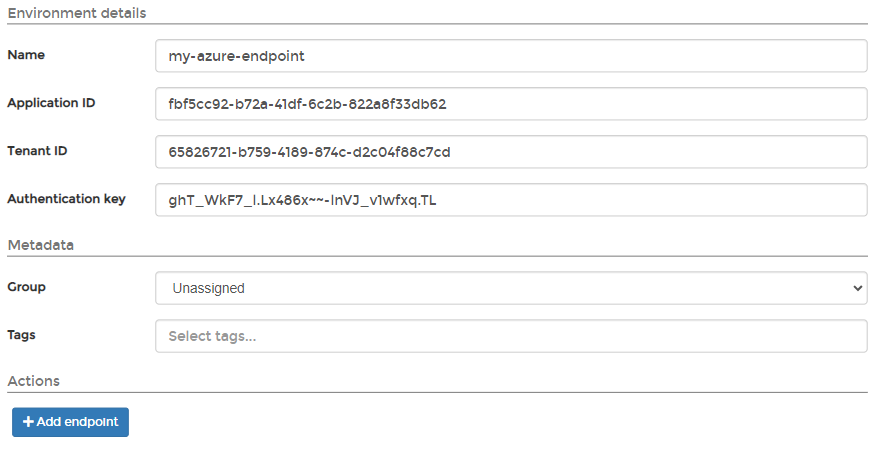 Environment details
Name
my-azure-endpoint
Application ID
fbf5cc92-b72a-41df-6c2b-822a8f33db62
Tenant ID
65826721-b759-4189-874c-d2c04f88c7cd
Authentication key
ghT_WkF7_l.Lx486x~~-lnVJ_v1wfxq.TL
Metadata
Group
Unassigned
Tags
Select tags...
Actions
+ Add endpoint